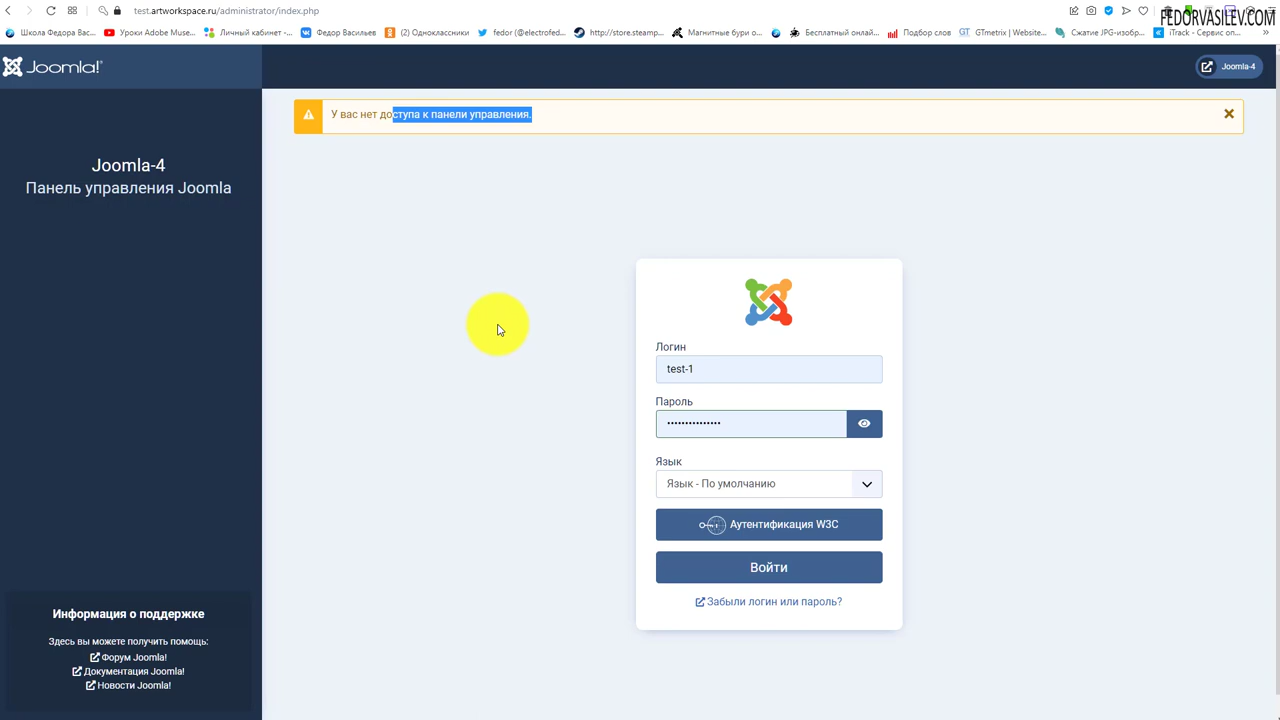 test.artworkspace.ru/administrator/index.php
FEDORVASILEV.COM
Школа Федора Вас...
Уроки Adobe Muse...
Личный кабинет -...
Федор Васильев
(2) Одноклассники
fedor (@electrofed...
http://store.steamp...
Магнитные бури о...
Бесплатный онлай...
Подбор слов
GTmetrix | Website...
Сжатие JPG-изобр...
iTrack - Сервис оп...
Joomla!
Joomla-4
У вас нет доступа к панели управления.
Joomla-4
Панель управления Joomla
Логин
test-1
Пароль
Язык
Язык - По умолчанию
Аутентификация W3C
Войти
Забыли логин или пароль?
Информация о поддержке
Здесь вы можете получить помощь:
Форум Joomla!
Документация Joomla!
Новости Joomla!